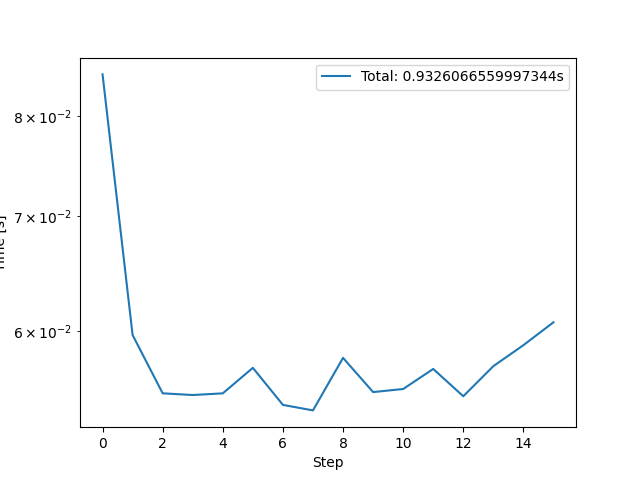 Total: 0.9326066559997344s
8 × 10⁻²
7 × 10⁻²
6 × 10⁻²
[s]
0 2 4 6 8 10 12 14
Step